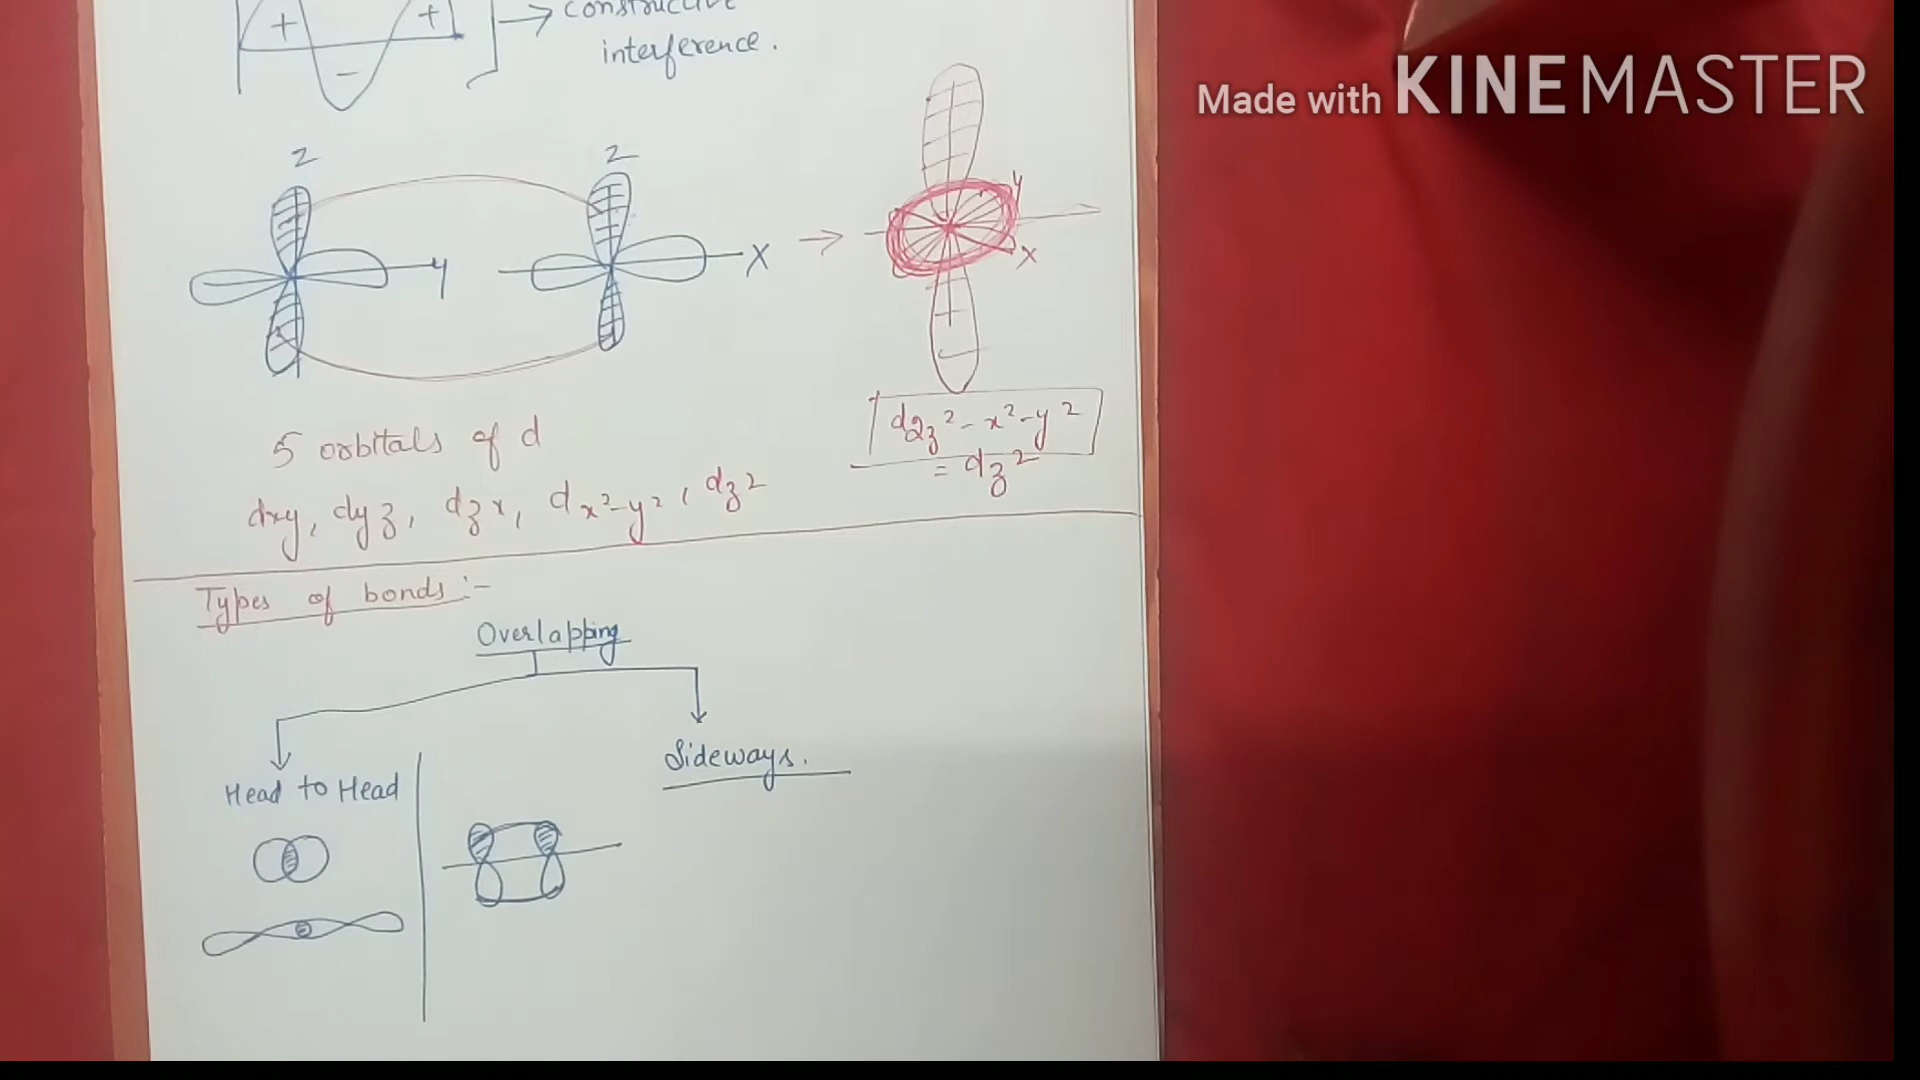 Made with KINEMASTER
+ - + → constructive
interference.
z z
y x → y x
d2z²-x²-y²
= dz²
5 orbitals of d
dxy, dyz, dzx, dx²-y², dz²
Types of bonds :-
Overlapping
Head to Head Sideways.